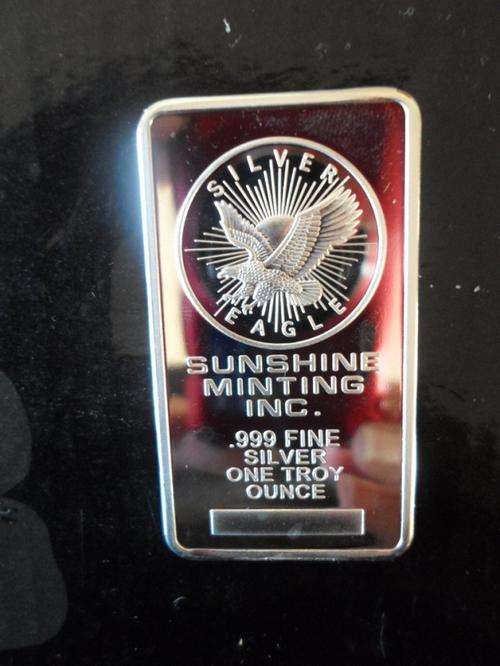 SILVER
EAGLE
SUNSHINE
MINTING
INC.
.999 FINE
SILVER
ONE TROY
OUNCE